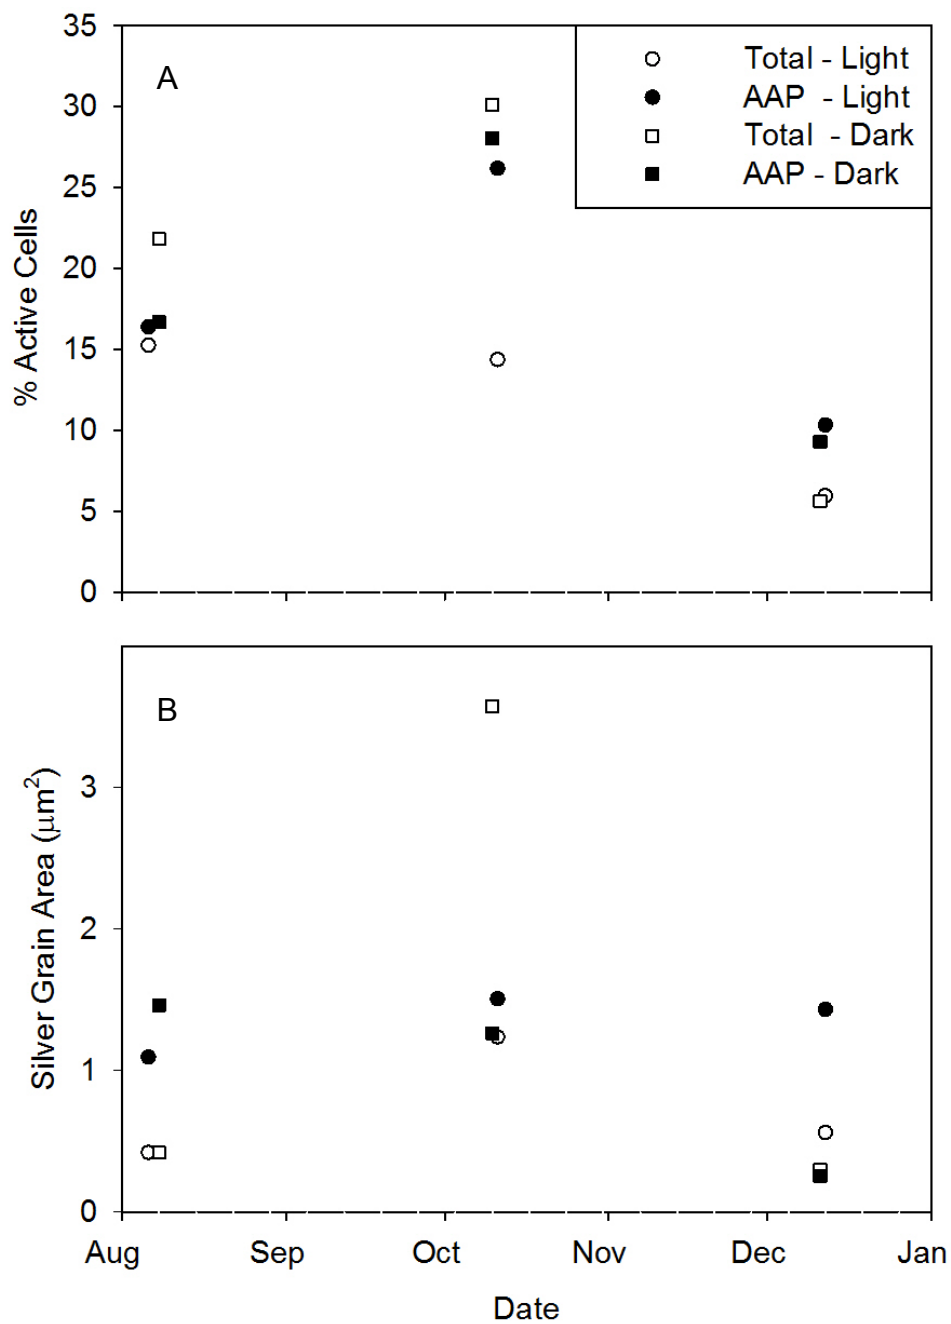 35
30
25
20
15
10
5
0
% Active Cells
A
Total - Light
AAP - Light
Total - Dark
AAP - Dark
B
3
2
1
0
Silver Grain Area (μm²)
Aug Sep Oct Nov Dec Jan
Date